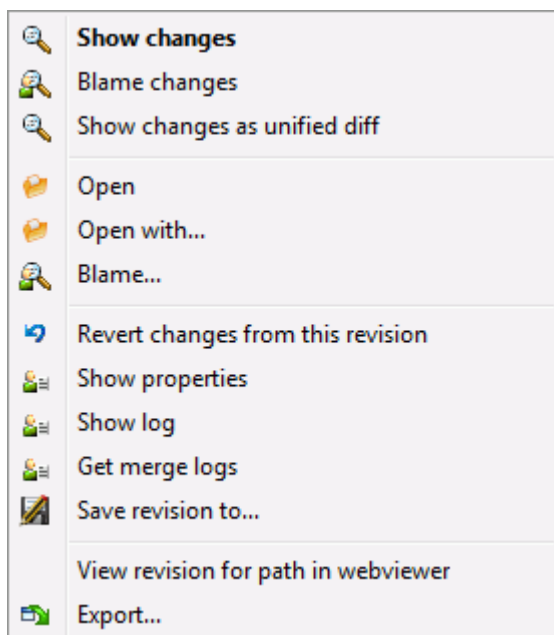 Show changes
Blame changes
Show changes as unified diff
Open
Open with...
Blame...
Revert changes from this revision
Show properties
Show log
Get merge logs
Save revision to...
View revision for path in webviewer
Export...